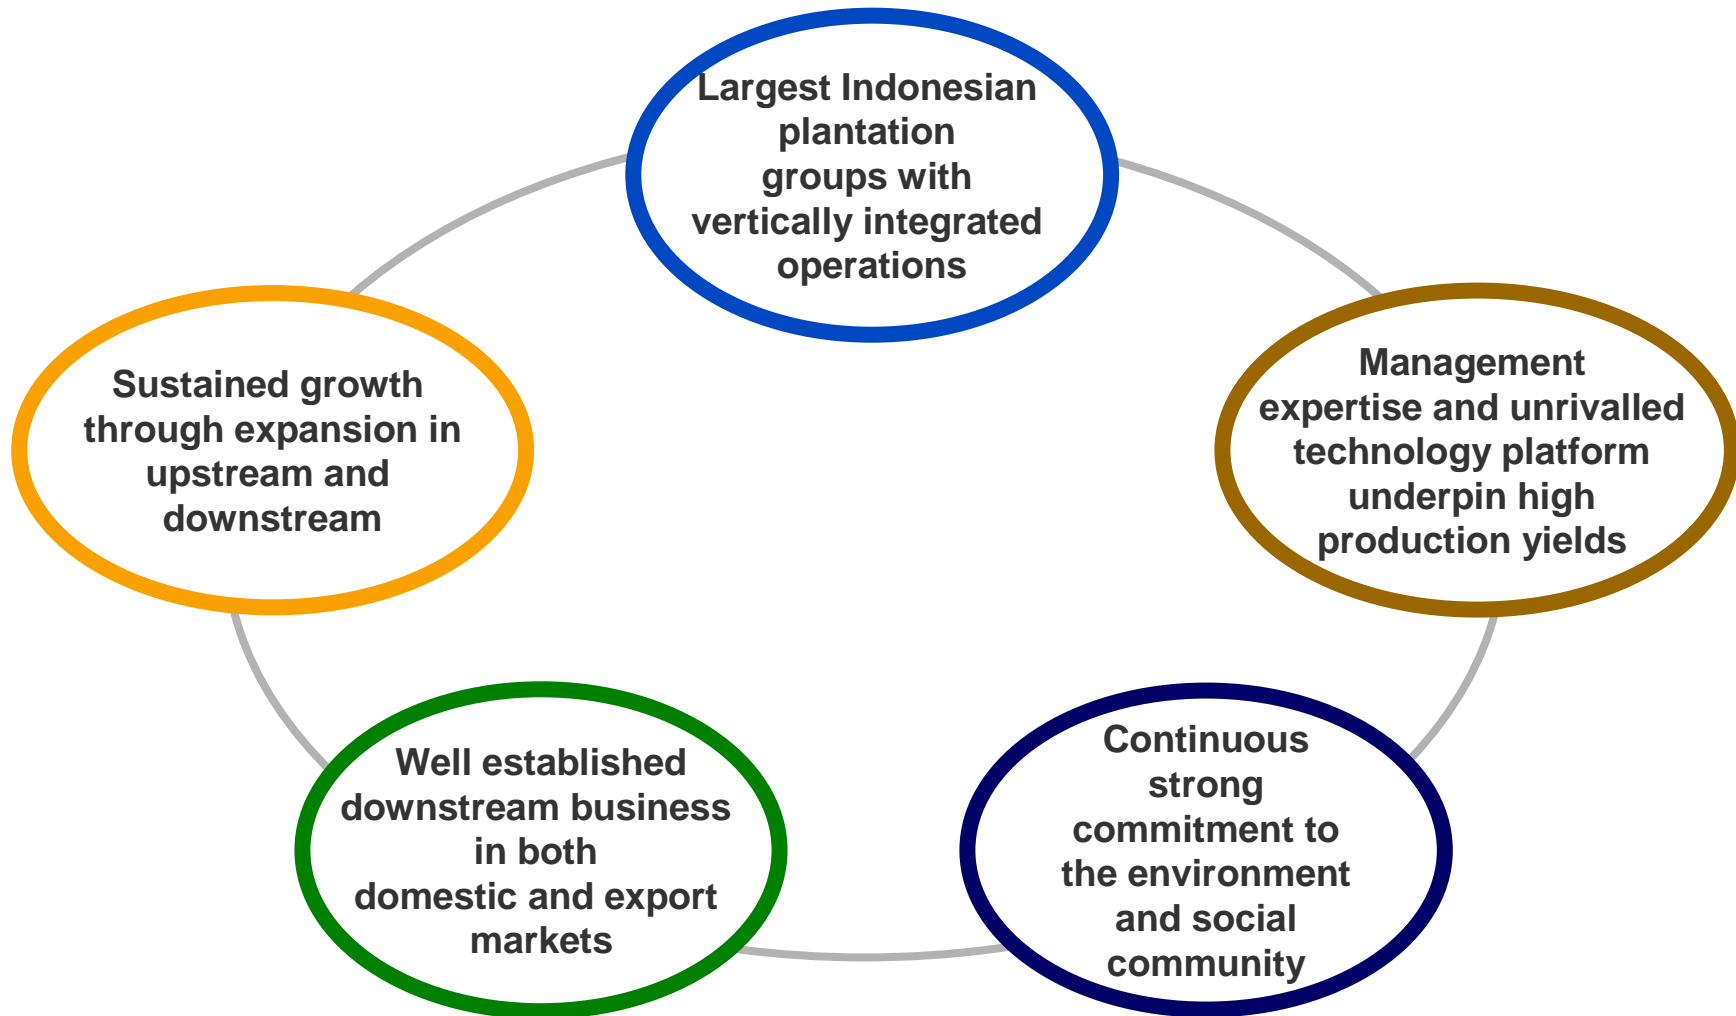 Largest Indonesian
plantation
groups with
vertically integrated
operations
Management
expertise and unrivalled
technology platform
underpin high
production yields
Continuous
strong
commitment to
the environment
and social
community
Well established
downstream business
in both
domestic and export
markets
Sustained growth
through expansion in
upstream and
downstream